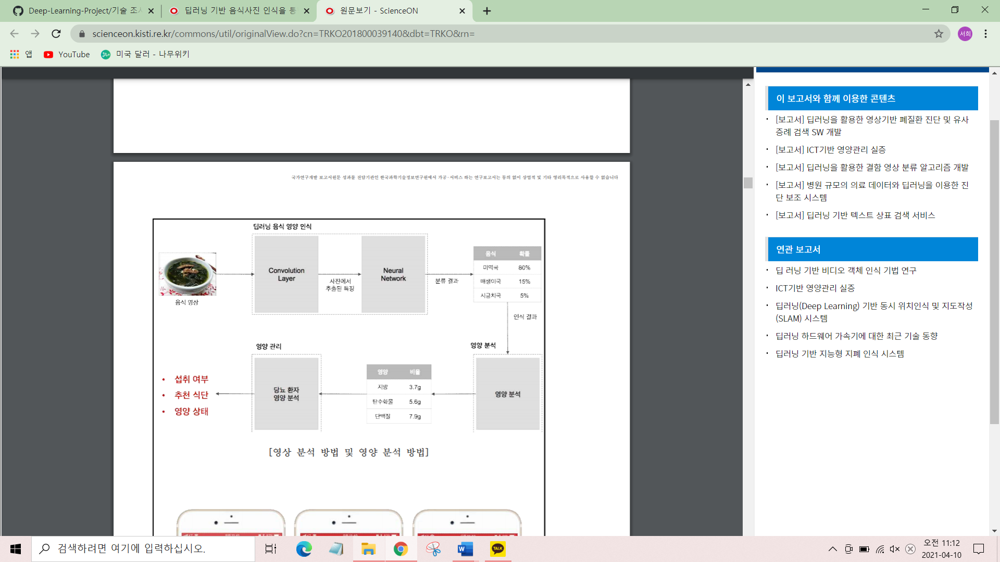 Deep-Learning-Project/기술 조사
딥러닝 기반 음식사진 인식을 통
원문보기 - ScienceON
scienceon.kisti.re.kr/commons/util/originalView.do?cn=TRKO201800039140&dbt=TRKO&rn=
서희
앱
YouTube
미국 달러 - 나무위키
국가연구개발 보고서원문 성과물 전담기관인 한국과학기술정보연구원에서 가공·서비스 하는 연구보고서는 동의 없이 상업적 및 기타 영리목적으로 사용할 수 없습니다
딥러닝 음식 영양 인식
음식 영상
Convolution
Layer
사진에서
추출된 특징
Neural
Network
분류 결과
음식 확률
미역국 80%
매생이국 15%
시금치국 5%
인식 결과
영양 관리
영양 분석
• 섭취 여부
• 추천 식단
• 영양 상태
당뇨 환자
영양 분석
영양 비율
지방 3.7g
탄수화물 5.6g
단백질 7.9g
영양 분석
[영상 분석 방법 및 영양 분석 방법]
이 보고서와 함께 이용한 콘텐츠
[보고서] 딥러닝을 활용한 영상기반 폐질환 진단 및 유사
증례 검색 SW 개발
[보고서] ICT기반 영양관리 실증
[보고서] 딥러닝을 활용한 결함 영상 분류 알고리즘 개발
[보고서] 병원 규모의 의료 데이터와 딥러닝을 이용한 진
단 보조 시스템
[보고서] 딥러닝 기반 텍스트 상표 검색 서비스
연관 보고서
딥 러닝 기반 비디오 객체 인식 기법 연구
ICT기반 영양관리 실증
딥러닝(Deep Learning) 기반 동시 위치인식 및 지도작성
(SLAM) 시스템
딥러닝 하드웨어 가속기에 대한 최근 기술 동향
딥러닝 기반 지능형 지폐 인식 시스템
검색하려면 여기에 입력하십시오.
TALK
오전 11:12
2021-04-10